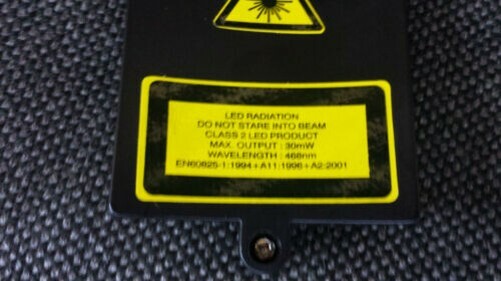 LED RADIATION
DO NOT STARE INTO BEAM
CLASS 2 LED PRODUCT
MAX. OUTPUT : 30mW
WAVELENGTH : 468nm
EN60825-1:1994+A11:1996+A2:2001